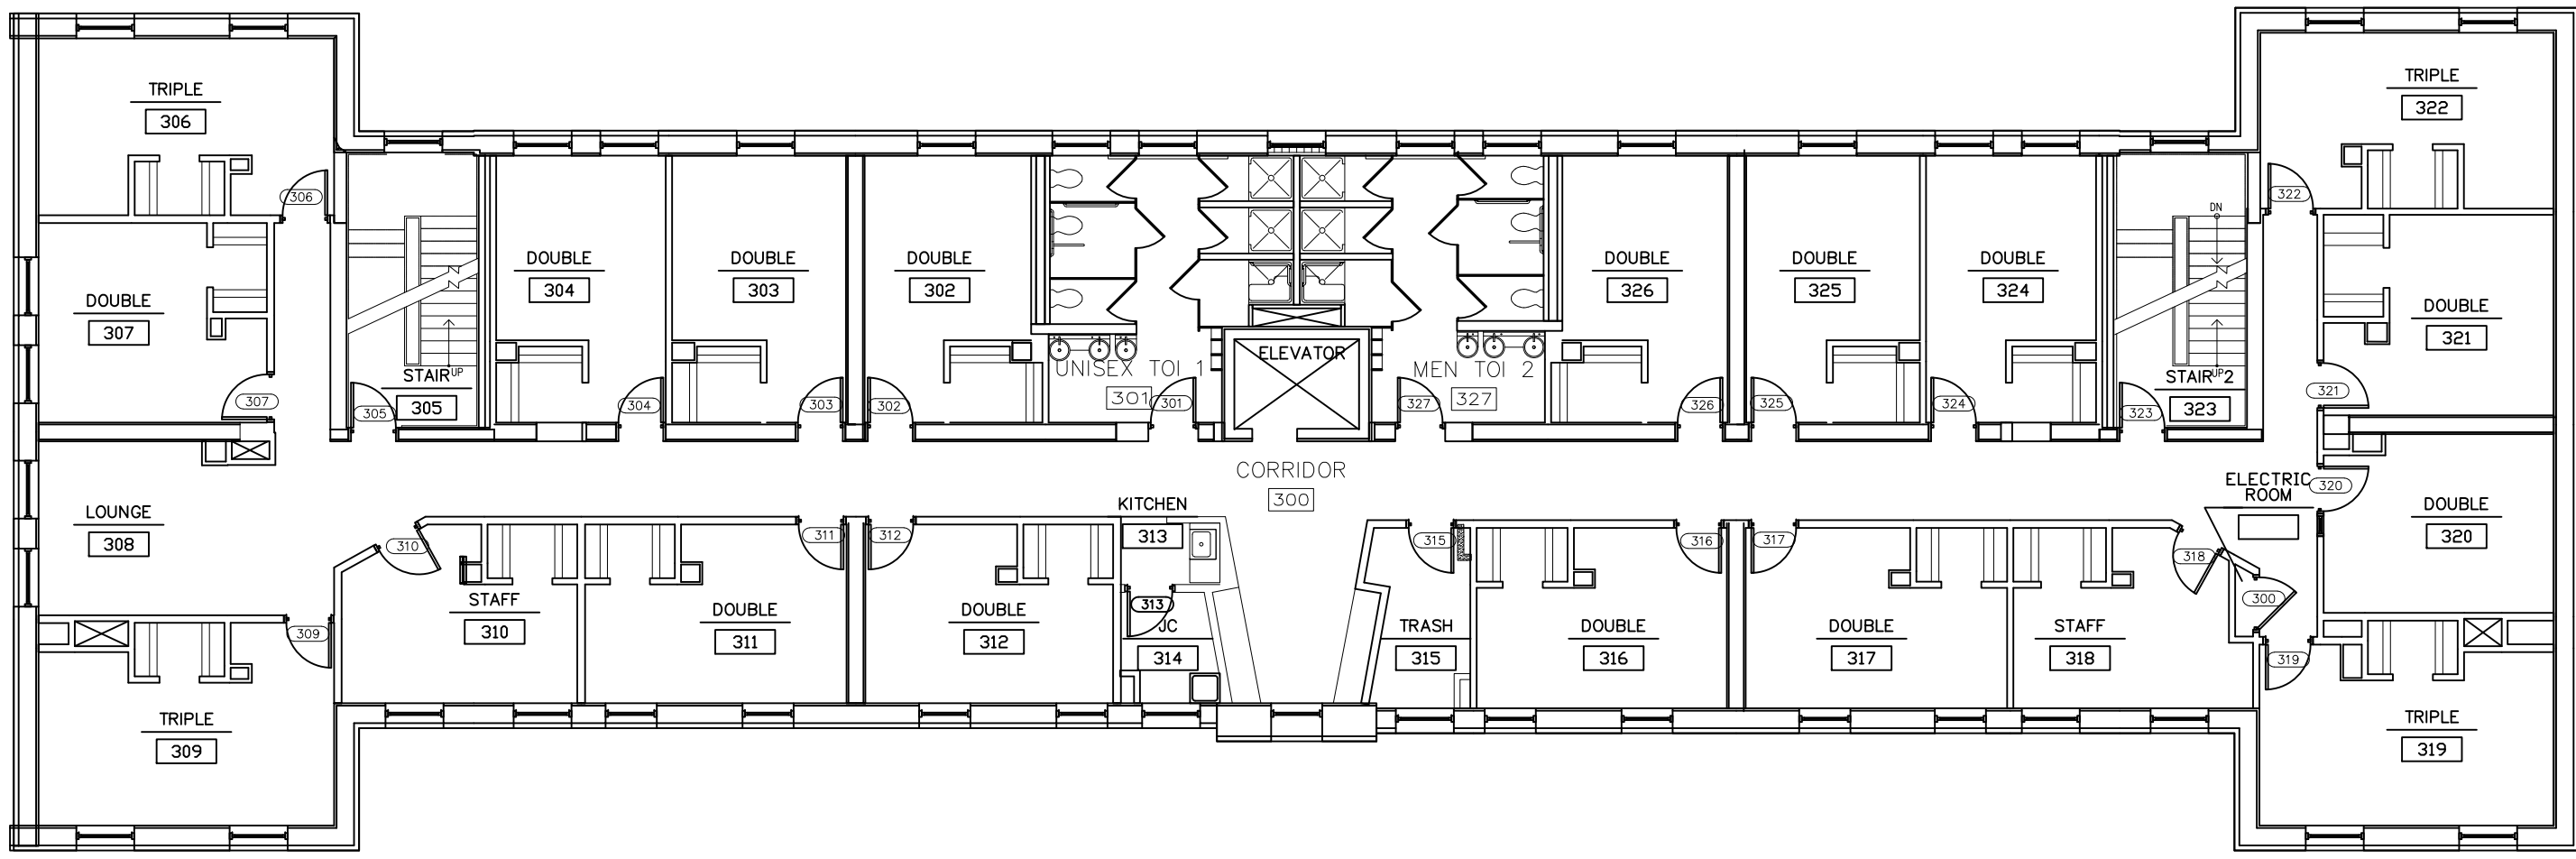 TRIPLE
306
306
TRIPLE
322
322
DOUBLE
307
307
STAIR
UP
305
305
DOUBLE
304
304
DOUBLE
303
303
DOUBLE
302
302
UNISEX TOI 1
301
301
ELEVATOR
MEN TOI 2
327
327
DOUBLE
326
326
DOUBLE
325
325
DOUBLE
324
324
DN
STAIR 2
UP
323
323
DOUBLE
321
321
CORRIDOR
300
LOUNGE
308
310
STAFF
310
DOUBLE
311
311
312
DOUBLE
312
KITCHEN
313
313
JC
314
315
TRASH
315
316
DOUBLE
316
317
DOUBLE
317
STAFF
318
318
ELECTRIC
ROOM
300
320
DOUBLE
320
309
TRIPLE
309
319
TRIPLE
319